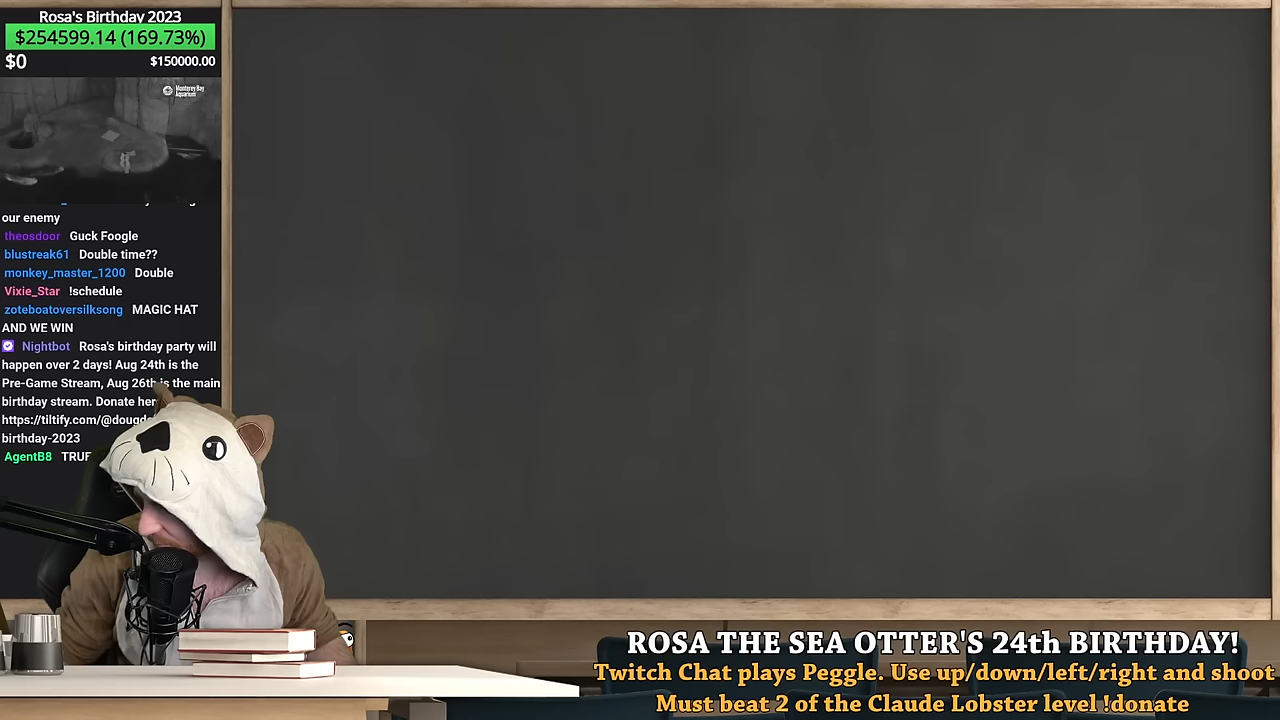 Rosa's Birthday 2023
$254599.14 (169.73%)
$0 $150000.00
Monterey Bay
Aquarium
our enemy
theosdoor Guck Foogle
blustreak61 Double time??
monkey_master_1200 Double
Vixie_Star !schedule
zoteboatoversilksong MAGIC HAT
AND WE WIN
Nightbot Rosa's birthday party will
happen over 2 days! Aug 24th is the
Pre-Game Stream, Aug 26th is the main
birthday stream. Donate her
https://tiltify.com/@dougd
birthday-2023
AgentB8 TRUE
ROSA THE SEA OTTER'S 24th BIRTHDAY!
Twitch Chat plays Peggle. Use up/down/left/right and shoot
Must beat 2 of the Claude Lobster level !donate